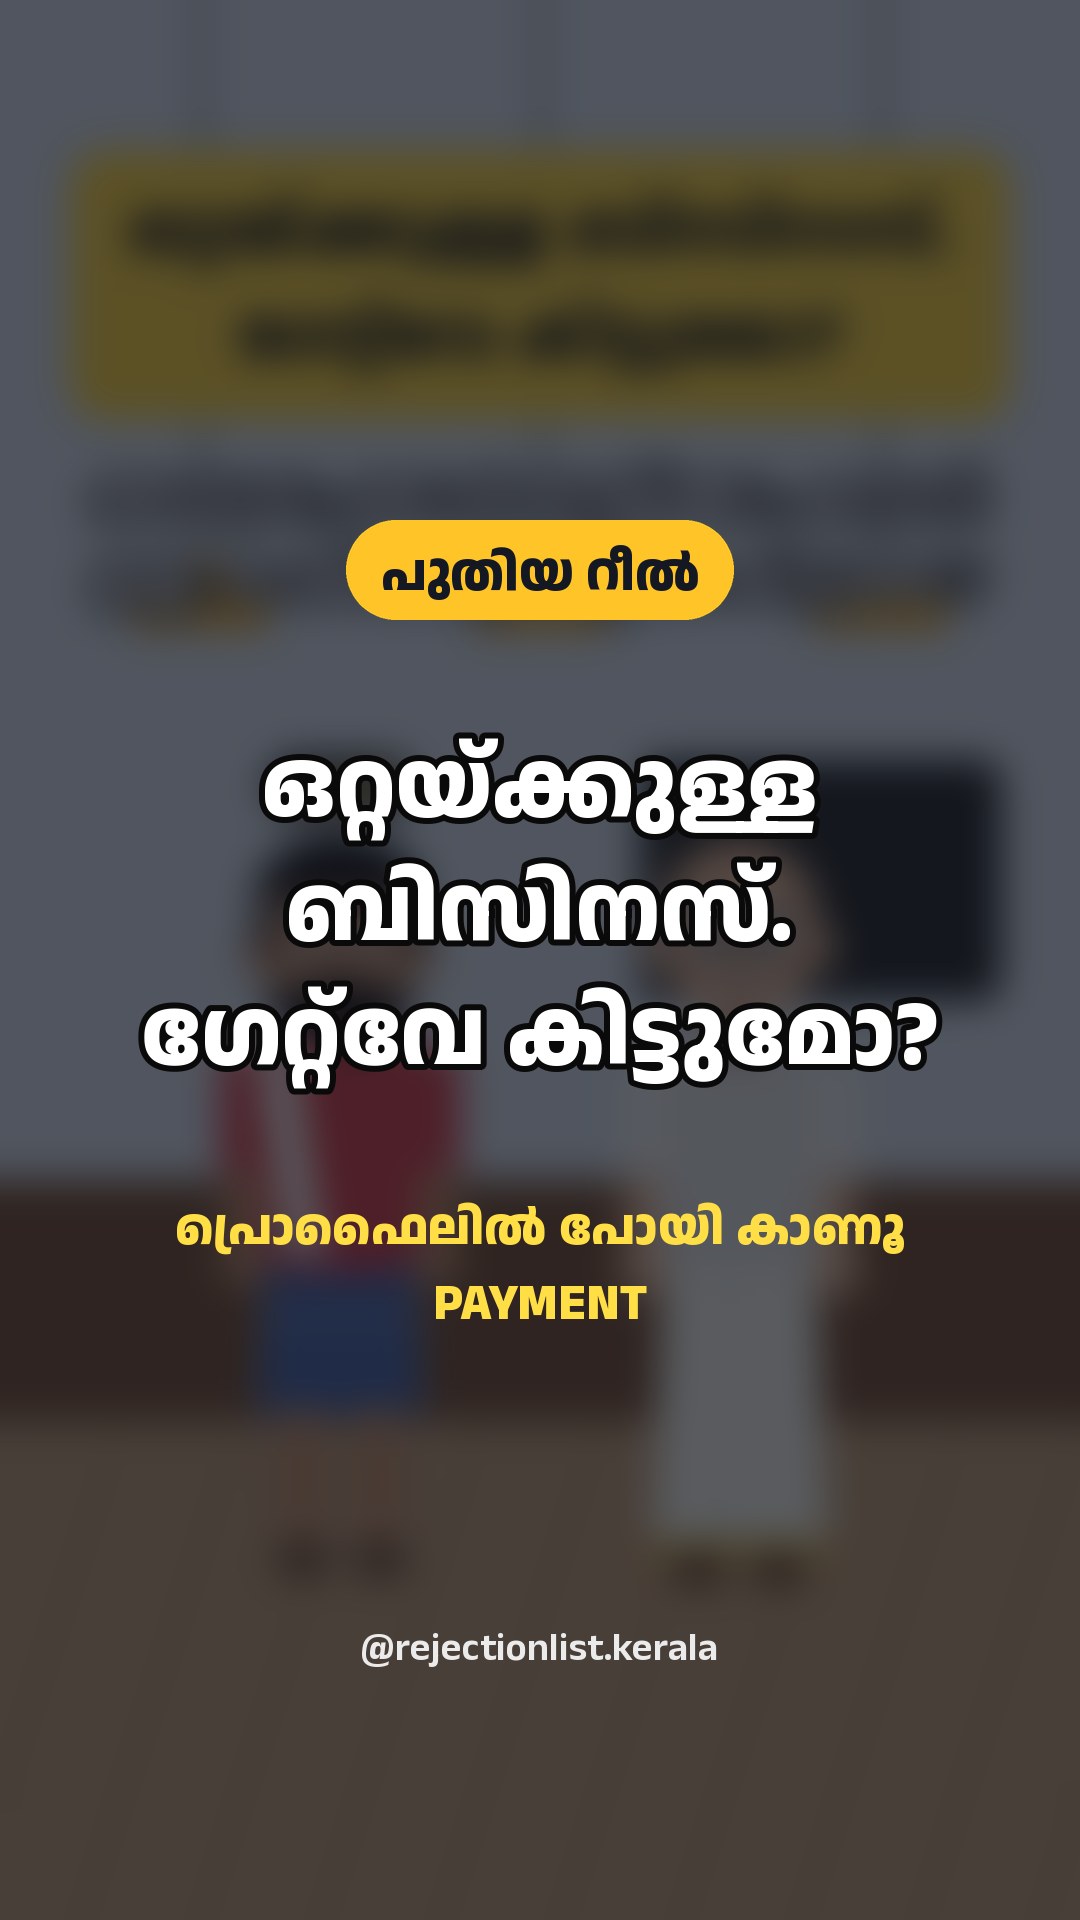 പുതിയ റീൽ
ഒറ്റയ്ക്കുള്ള
ബിസിനസ്.
ഗേറ്റ്‌വേ കിട്ടുമോ?
പ്രൊഫൈലിൽ പോയി കാണൂ
PAYMENT
@rejectionlist.kerala